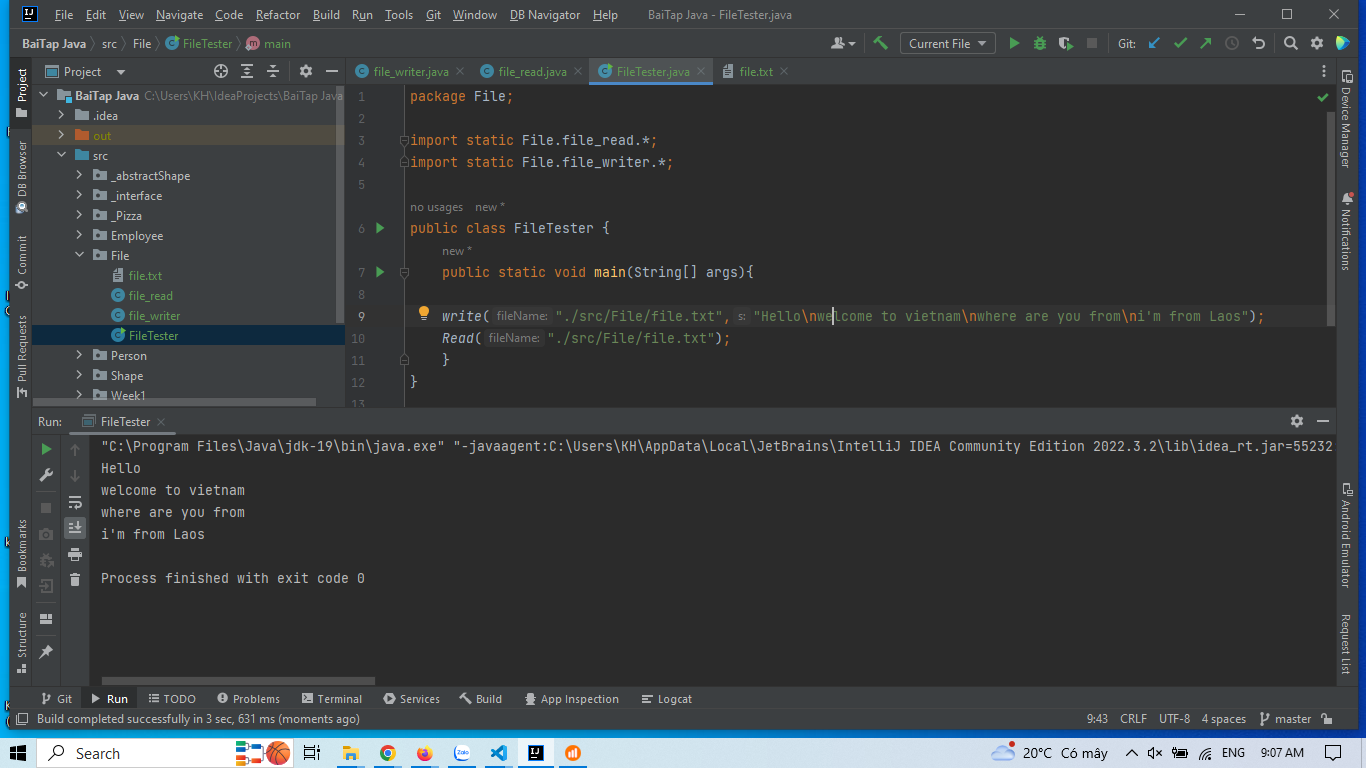 File Edit View Navigate Code Refactor Build Run Tools Git Window DB Navigator Help BaiTap Java - FileTester.java
BaiTap Java src File FileTester main Current File Git:
Project file_writer.java file_read.java FileTester.java file.txt
BaiTap Java C:\Users\KH\IdeaProjects\BaiTap Java
.idea
out
src
_abstractShape
_interface
_Pizza
Employee
File
file.txt
file_read
file_writer
FileTester
Person
Shape
Week1
1 package File;
2
3 import static File.file_read.*;
4 import static File.file_writer.*;
5
no usages new *
6 public class FileTester {
new *
7 public static void main(String[] args){
8
9 write( fileName: "./src/File/file.txt", s: "Hello\nwelcome to vietnam\nwhere are you from\ni'm from Laos");
10 Read( fileName: "./src/File/file.txt");
11 }
12 }
13
Project
DB Browser
Commit
Pull Requests
Bookmarks
Structure
Device Manager
Notifications
Android Emulator
Request List
Run: FileTester
"C:\Program Files\Java\jdk-19\bin\java.exe" "-javaagent:C:\Users\KH\AppData\Local\JetBrains\IntelliJ IDEA Community Edition 2022.3.2\lib\idea_rt.jar=55232
Hello
welcome to vietnam
where are you from
i'm from Laos
Process finished with exit code 0
Git Run TODO Problems Terminal Services Build App Inspection Logcat
Build completed successfully in 3 sec, 631 ms (moments ago) 9:43 CRLF UTF-8 4 spaces master
Search Zalo IJ 20°C Có mây ENG 9:07 AM